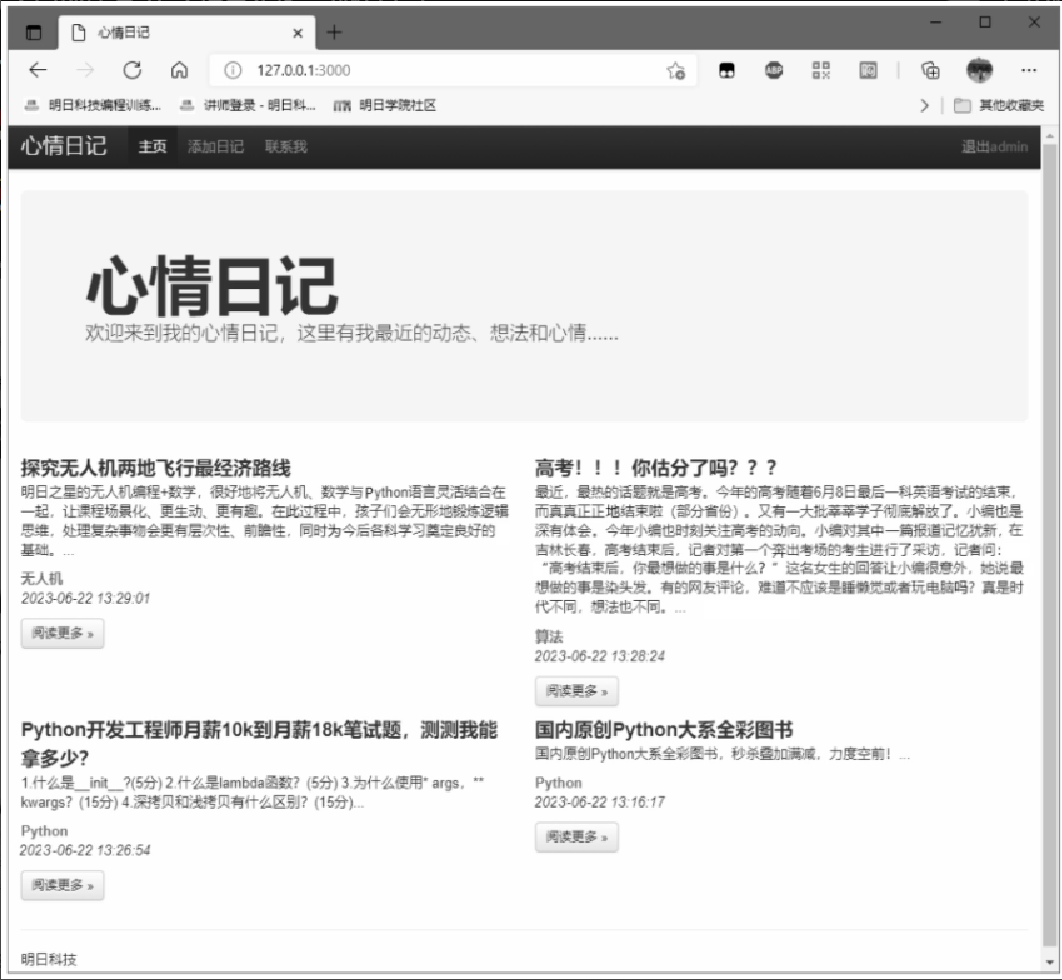 心情日记
127.0.0.1:3000
明日科技编程训练... 讲师登录 - 明日科... 明日学院社区 其他收藏夹
心情日记 主页 添加日记 联系我 退出admin
心情日记
欢迎来到我的心情日记，这里有我最近的动态、想法和心情......
探究无人机两地飞行最经济路线
明日之星的无人机编程+数学，很好地将无人机、数学与Python语言灵活结合在
一起，让课程场景化、更生动、更有趣。在此过程中，孩子们会无形地锻炼逻辑
思维，处理复杂事物会更有层次性、前瞻性，同时为今后各科学习奠定良好的
基础。...
无人机
2023-06-22 13:29:01
阅读更多 »
高考！！！你估分了吗？？？
最近，最热的话题就是高考。今年的高考随着6月8日最后一科英语考试的结束，
而真真正正地结束啦（部分省份）。又有一大批莘莘学子彻底解放了。小编也是
深有体会。今年小编也时刻关注高考的动向。小编对其中一篇报道记忆犹新，在
吉林长春，高考结束后，记者对第一个奔出考场的考生进行了采访，记者问：
“高考结束后，你最想做的事是什么？”这名女生的回答让小编很意外，她说最
想做的事是染头发。有的网友评论，难道不应该是睡懒觉或者玩电脑吗？真是时
代不同，想法也不同。...
算法
2023-06-22 13:28:24
阅读更多 »
Python开发工程师月薪10k到月薪18k笔试题，测测我能
拿多少？
1.什么是__init__?(5分) 2.什么是lambda函数？(5分) 3.为什么使用* args，**
kwargs？(15分) 4.深拷贝和浅拷贝有什么区别？(15分)...
Python
2023-06-22 13:26:54
阅读更多 »
国内原创Python大系全彩图书
国内原创Python大系全彩图书，秒杀叠加满减，力度空前！...
Python
2023-06-22 13:16:17
阅读更多 »
明日科技